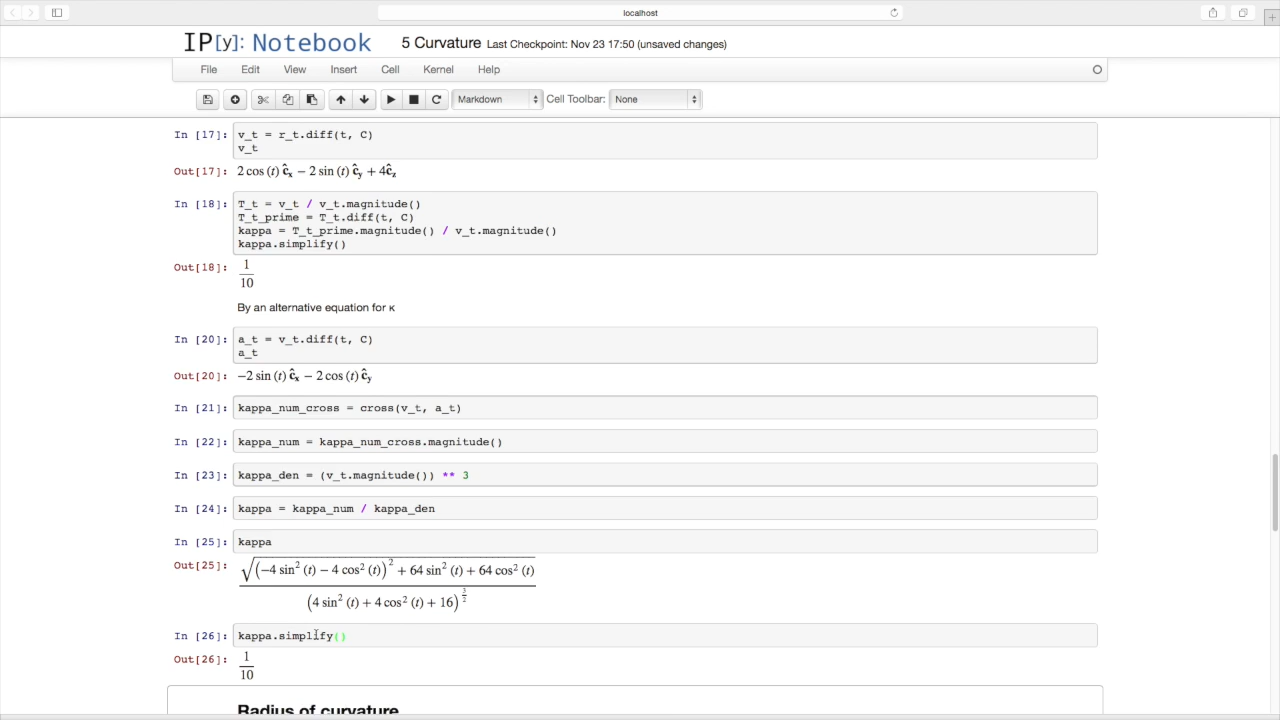 localhost
IP[y]: Notebook 5 Curvature Last Checkpoint: Nov 23 17:50 (unsaved changes)
File Edit View Insert Cell Kernel Help
Markdown Cell Toolbar: None
In [17]: v_t = r_t.diff(t, C)
v_t
Out[17]: 2 cos (t) ĉₓ − 2 sin (t) ĉ_y + 4ĉ_z
In [18]: T_t = v_t / v_t.magnitude()
T_t_prime = T_t.diff(t, C)
kappa = T_t_prime.magnitude() / v_t.magnitude()
kappa.simplify()
Out[18]: 1
10
By an alternative equation for κ
In [20]: a_t = v_t.diff(t, C)
a_t
Out[20]: −2 sin (t) ĉₓ − 2 cos (t) ĉ_y
In [21]: kappa_num_cross = cross(v_t, a_t)
In [22]: kappa_num = kappa_num_cross.magnitude()
In [23]: kappa_den = (v_t.magnitude()) ** 3
In [24]: kappa = kappa_num / kappa_den
In [25]: kappa
Out[25]: √(−4 sin² (t) − 4 cos² (t))² + 64 sin² (t) + 64 cos² (t)
(4 sin² (t) + 4 cos² (t) + 16)^{3/2}
In [26]: kappa.simplify()
Out[26]: 1
10
Radius of curvature